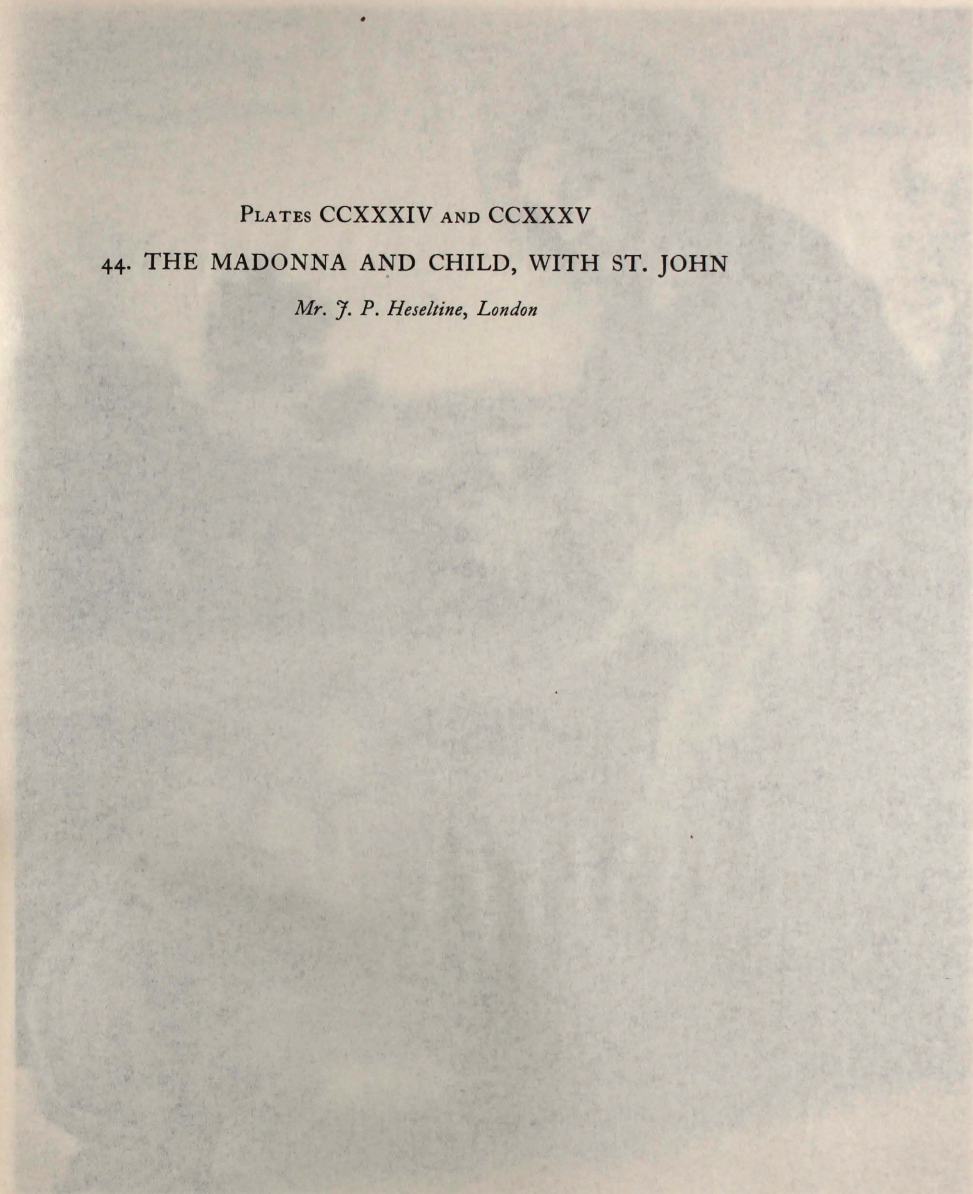 Plates CCXXXIV and CCXXXV
44. THE MADONNA AND CHILD, WITH ST. JOHN
Mr. J. P. Heseltine, London